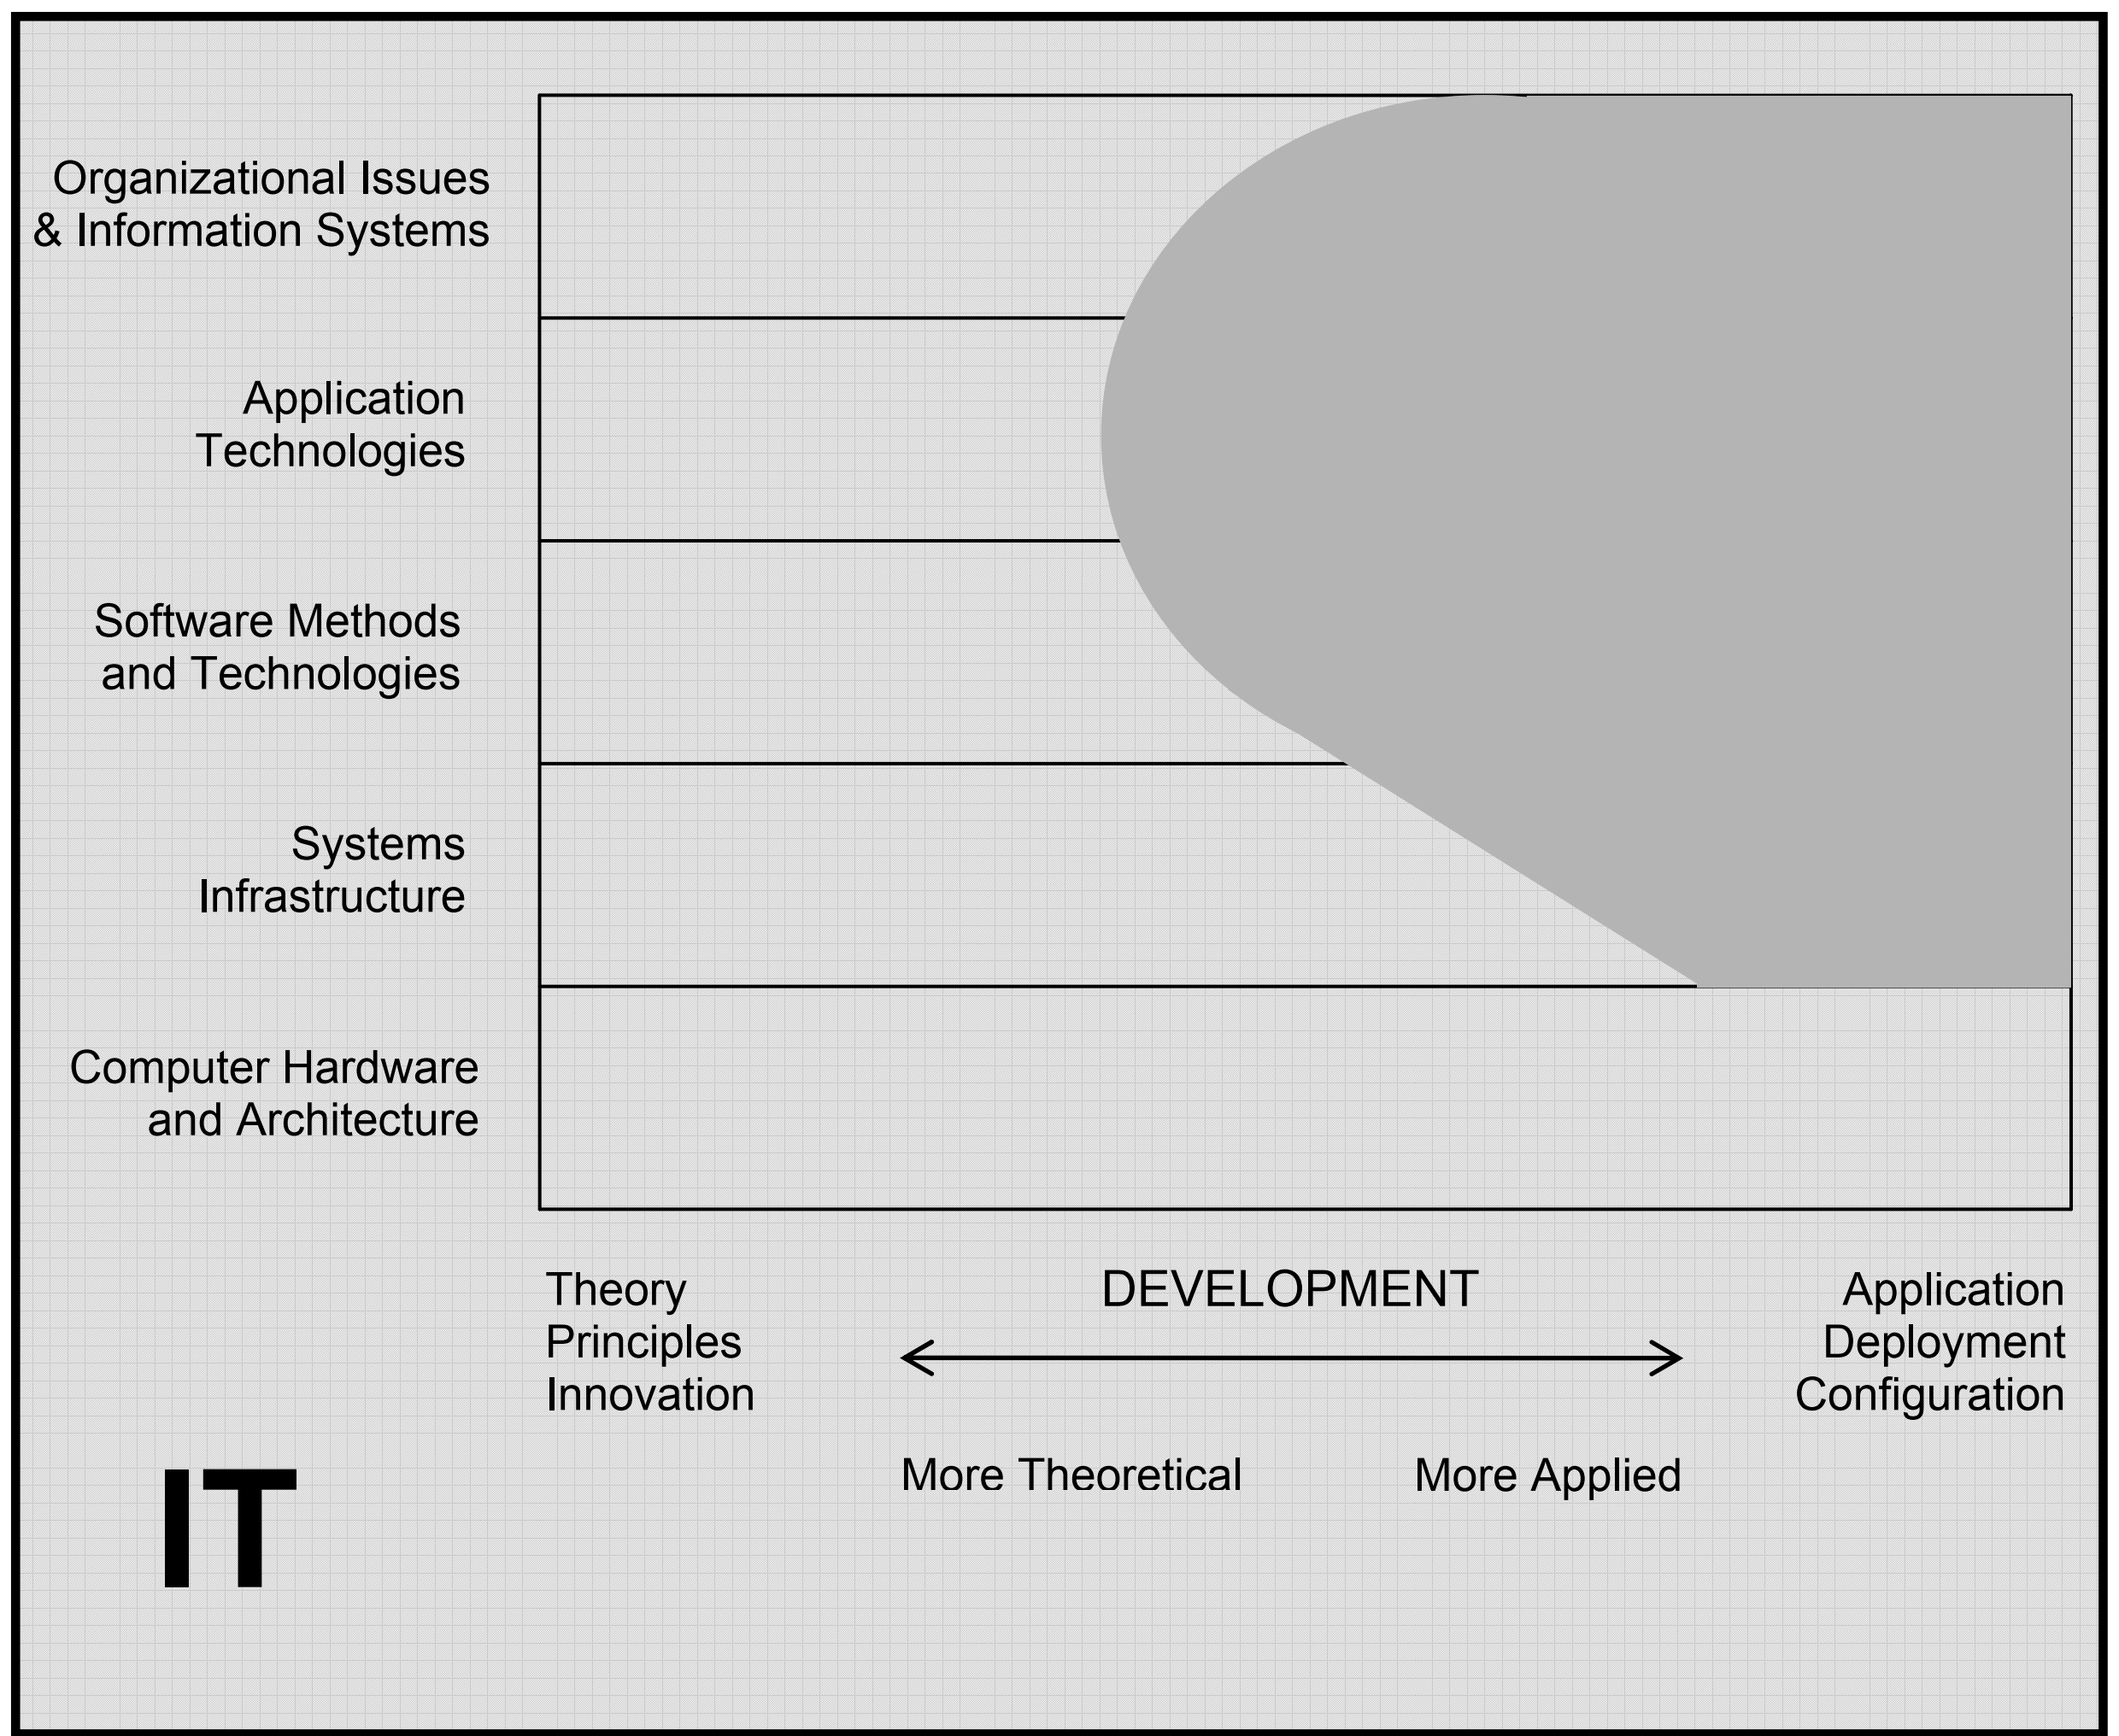 Organizational Issues
& Information Systems
Application
Technologies
Software Methods
and Technologies
Systems
Infrastructure
Computer Hardware
and Architecture
Theory
Principles
Innovation
DEVELOPMENT
Application
Deployment
Configuration
More Theoretical
More Applied
IT